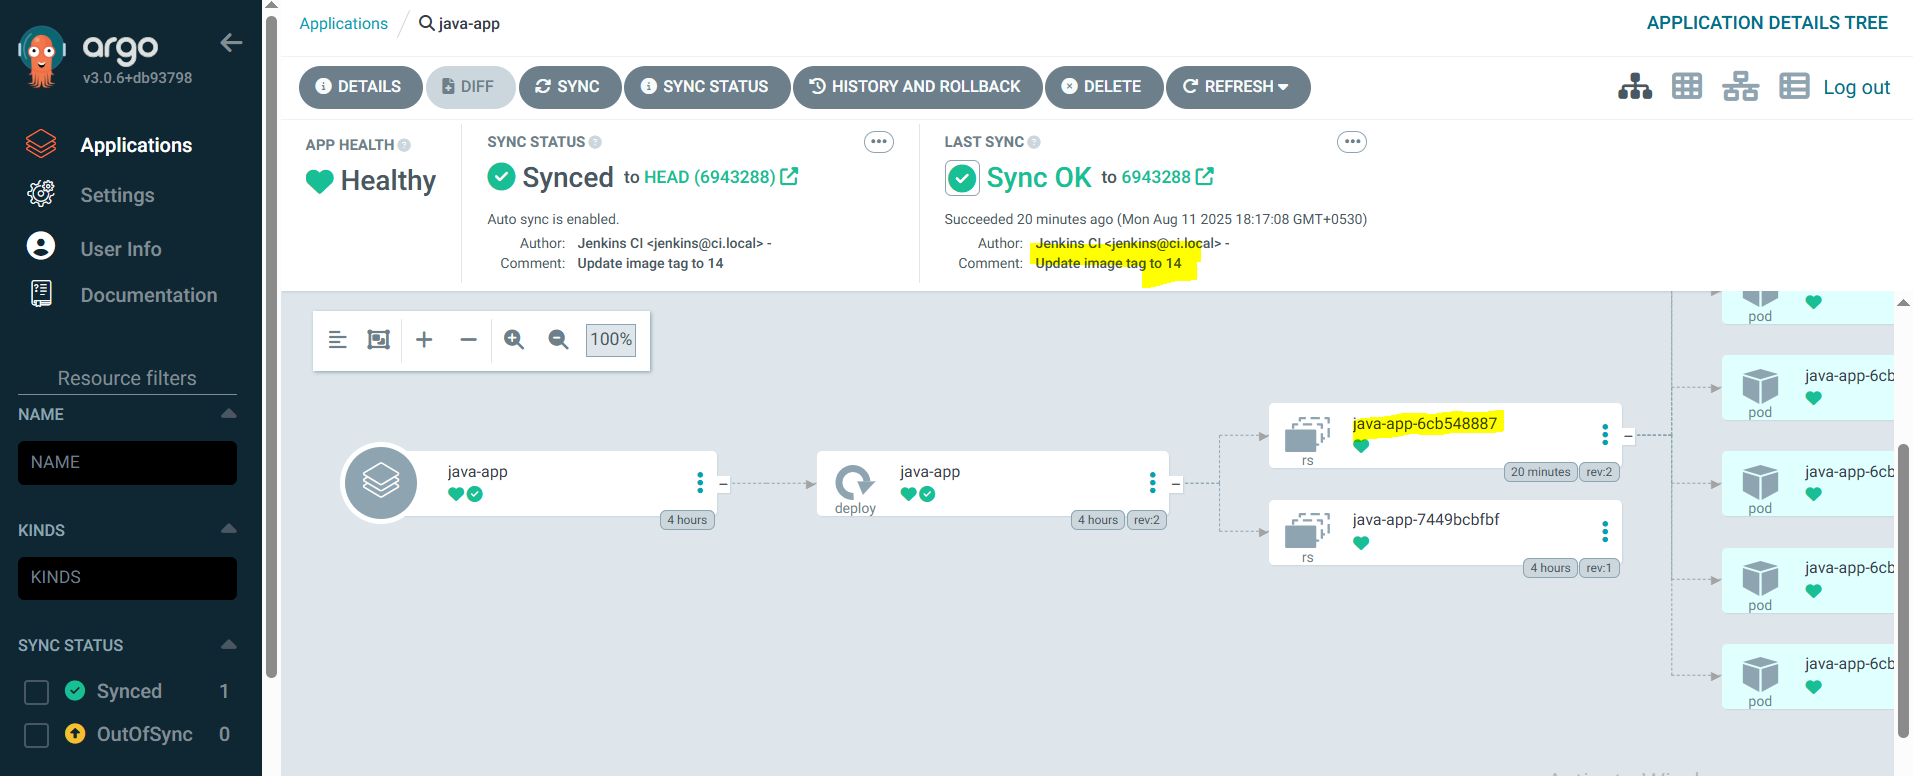 argo
v3.0.6+db93798
Applications
Settings
User Info
Documentation
Resource filters
NAME
NAME
KINDS
KINDS
SYNC STATUS
Synced 1
OutOfSync 0
Applications / java-app
APPLICATION DETAILS TREE
DETAILS DIFF SYNC SYNC STATUS HISTORY AND ROLLBACK DELETE REFRESH
Log out
APP HEALTH
Healthy
SYNC STATUS
Synced to HEAD (6943288)
Auto sync is enabled.
Author: Jenkins CI <jenkins@ci.local> -
Comment: Update image tag to 14
LAST SYNC
Sync OK to 6943288
Succeeded 20 minutes ago (Mon Aug 11 2025 18:17:08 GMT+0530)
Author: Jenkins CI <jenkins@ci.local> -
Comment: Update image tag to 14
100%
java-app
4 hours
java-app
deploy
4 hours rev:2
java-app-6cb548887
rs
20 minutes rev:2
java-app-7449bcbfbf
rs
4 hours rev:1
pod
java-app-6cb
pod
java-app-6cb
pod
java-app-6cb
pod
java-app-6cb
pod